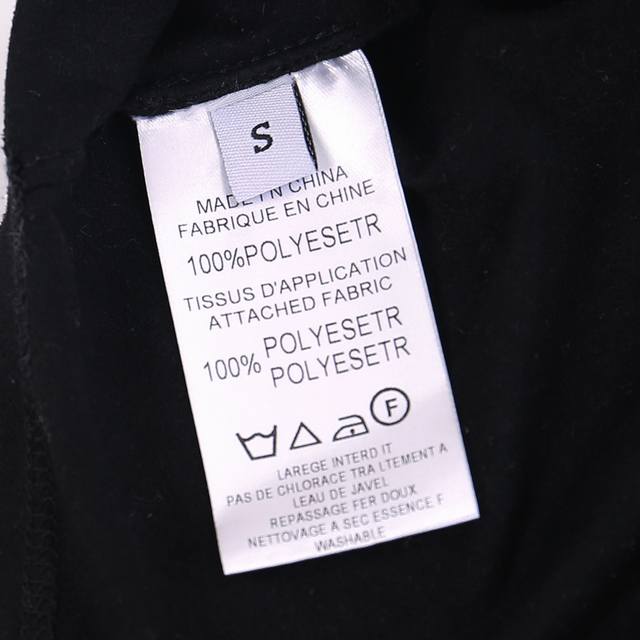 S
MADE IN CHINA
FABRIQUE EN CHINE
100%POLYESETR
TISSUS D'APPLICATION
ATTACHED FABRIC
100% POLYESETR
POLYESETR
F
LAREGE INTERD IT
PAS DE CHLORACE TRA LTEMENT A
LEAU DE JAVEL
REPASSAGE FER DOUX
NETTOVAGE A SEC ESSENCE F
WASHABLE